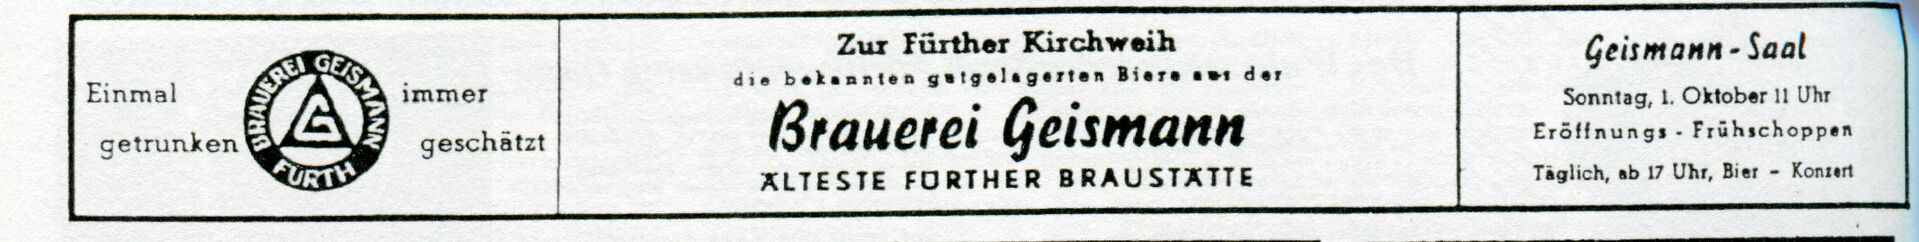 Einmal
getrunken
BRAUEREI GEISMANN
FÜRTH
G
immer
geschätzt
Zur Fürther Kirchweih
die bekannten gutgelagerten Biere aus der
Brauerei Geismann
ÄLTESTE FÜRTHER BRAUSTÄTTE
Geismann-Saal
Sonntag, 1. Oktober 11 Uhr
Eröffnungs - Frühschoppen
Täglich, ab 17 Uhr, Bier - Konzert